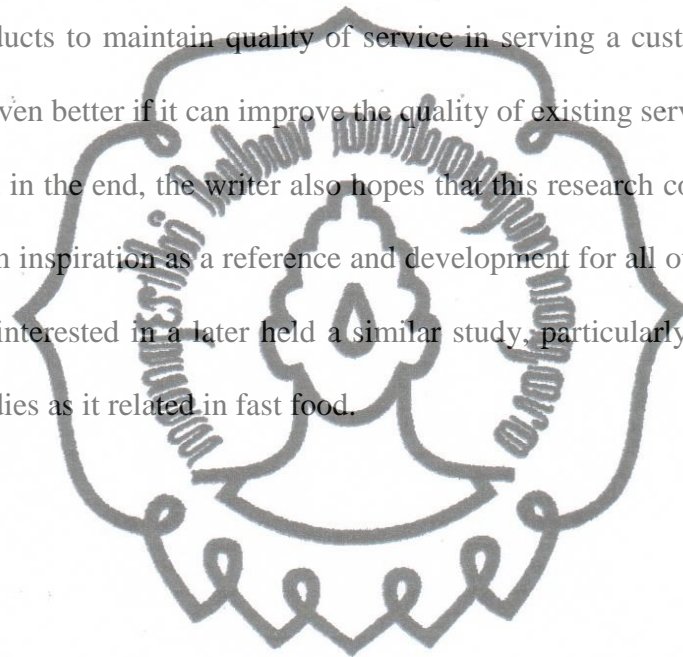 ducts to maintain quality of service in serving a cust
ven better if it can improve the quality of existing serv
in the end, the writer also hopes that this research co
n inspiration as a reference and development for all o
interested in a later held a similar study, particularly
dies as it related in fast food.